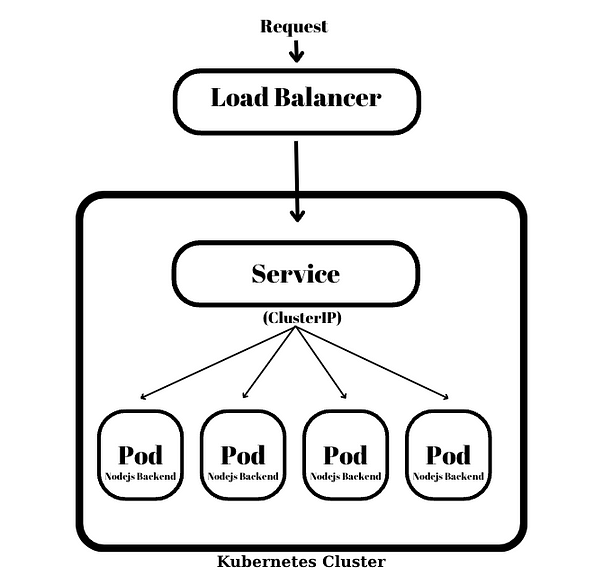 Request
Load Balancer
Service
(ClusterIP)
Pod
Nodejs Backend
Pod
Nodejs Backend
Pod
Nodejs Backend
Pod
Nodejs Backend
Kubernetes Cluster